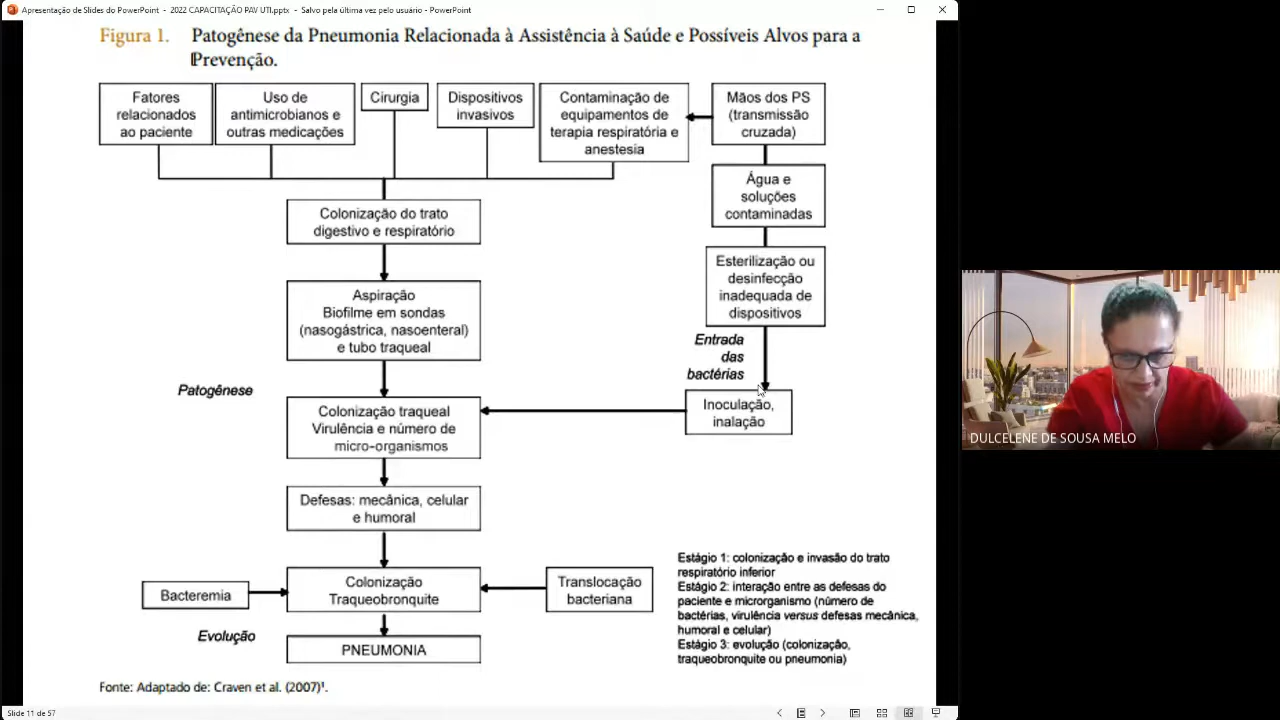 Apresentação de Slides do PowerPoint - 2022 CAPACITAÇÃO PAV UTI.pptx - Salvo pela última vez pelo usuário - PowerPoint
Figura 1. Patogênese da Pneumonia Relacionada à Assistência à Saúde e Possíveis Alvos para a
Prevenção.
Fatores
relacionados
ao paciente
Uso de
antimicrobianos e
outras medicações
Cirurgia
Dispositivos
invasivos
Contaminação de
equipamentos de
terapia respiratória e
anestesia
Mãos dos PS
(transmissão
cruzada)
Água e
soluções
contaminadas
Colonização do trato
digestivo e respiratório
Esterilização ou
desinfecção
inadequada de
dispositivos
Aspiração
Biofilme em sondas
(nasogástrica, nasoenteral)
e tubo traqueal
Entrada
das
bactérias
Patogênese
Inoculação,
inalação
Colonização traqueal
Virulência e número de
micro-organismos
Defesas: mecânica, celular
e humoral
Bacteremia
Colonização
Traqueobronquite
Translocação
bacteriana
Evolução
PNEUMONIA
Estágio 1: colonização e invasão do trato
respiratório inferior
Estágio 2: interação entre as defesas do
paciente e microrganismo (número de
bactérias, virulência versus defesas mecânica,
humoral e celular)
Estágio 3: evolução (colonização,
traqueobronquite ou pneumonia)
Fonte: Adaptado de: Craven et al. (2007)¹.
Slide 11 de 57
DULCELENE DE SOUSA MELO